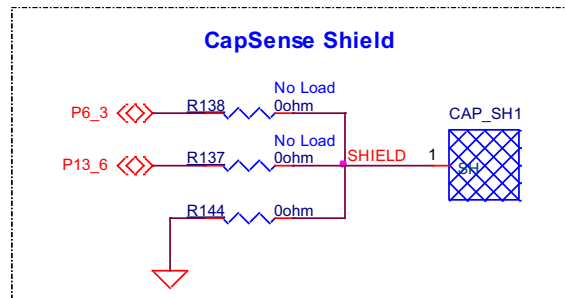 CapSense Shield
No Load
P6_3 R138 0ohm
CAP_SH1
No Load
P13_6 R137 0ohm SHIELD 1 SH
R144 0ohm